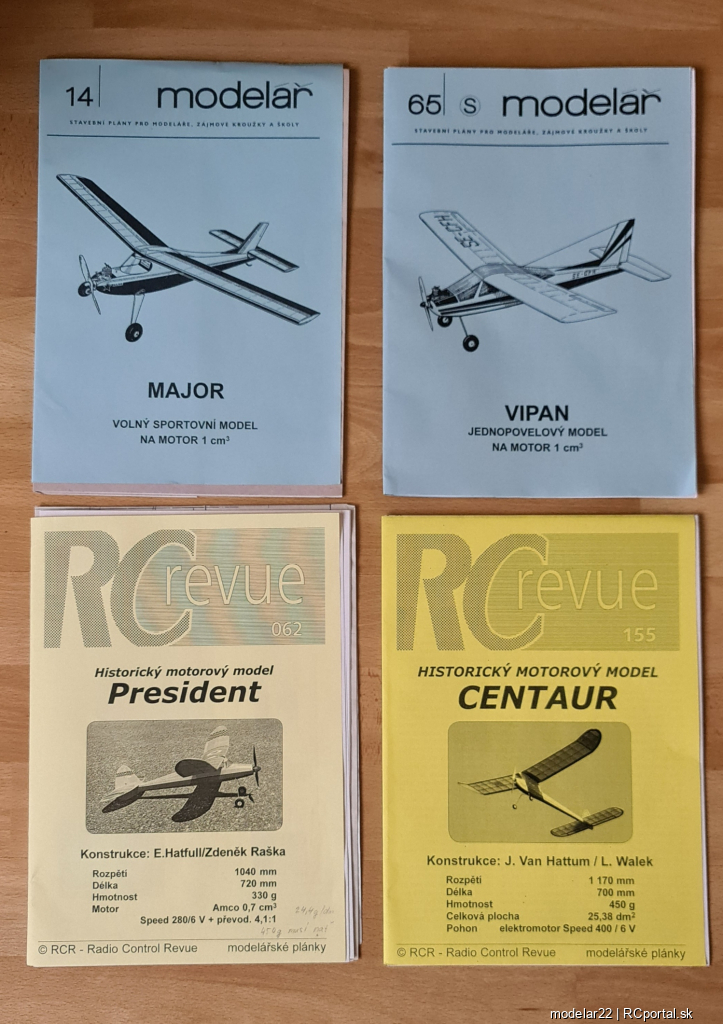 14 modelář
STAVEBNÍ PLÁNY PRO MODELÁŘE, ZÁJMOVÉ KROUŽKY A ŠKOLY
MAJOR
VOLNÝ SPORTOVNÍ MODEL
NA MOTOR 1 cm³
65 S modelář
STAVEBNÍ PLÁNY PRO MODELÁŘE, ZÁJMOVÉ KROUŽKY A ŠKOLY
VIPAN
JEDNOPOVELOVÝ MODEL
NA MOTOR 1 cm³
RC revue
062
Historický motorový model
President
Konstrukce: E.Hatfull/Zdeněk Raška
Rozpětí 1040 mm
Délka 720 mm
Hmotnost 330 g
Motor Amco 0,7 cm³
Speed 280/6 V + převod. 4,1:1
© RCR - Radio Control Revue modelářské plánky
RC revue
155
HISTORICKÝ MOTOROVÝ MODEL
CENTAUR
Konstrukce: J. Van Hattum / L. Walek
Rozpětí 1 170 mm
Délka 700 mm
Hmotnost 450 g
Celková plocha 25,38 dm²
Pohon elektromotor Speed 400 / 6 V
© RCR - Radio Control Revue modelářské plánky
modelar22 | RCportal.sk